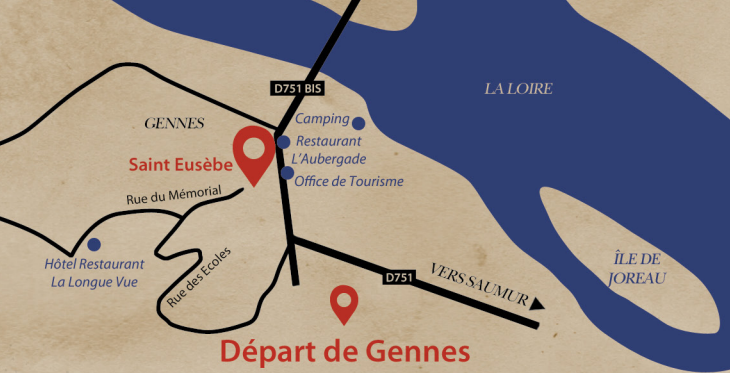 D751 BIS
LA LOIRE
Camping
GENNES
Restaurant
L'Aubergade
Saint Eusèbe
Office de Tourisme
Rue du Mémorial
Hôtel Restaurant
La Longue Vue
Rue des Ecoles
D751
VERS SAUMUR
ÎLE DE
JOREAU
Départ de Gennes